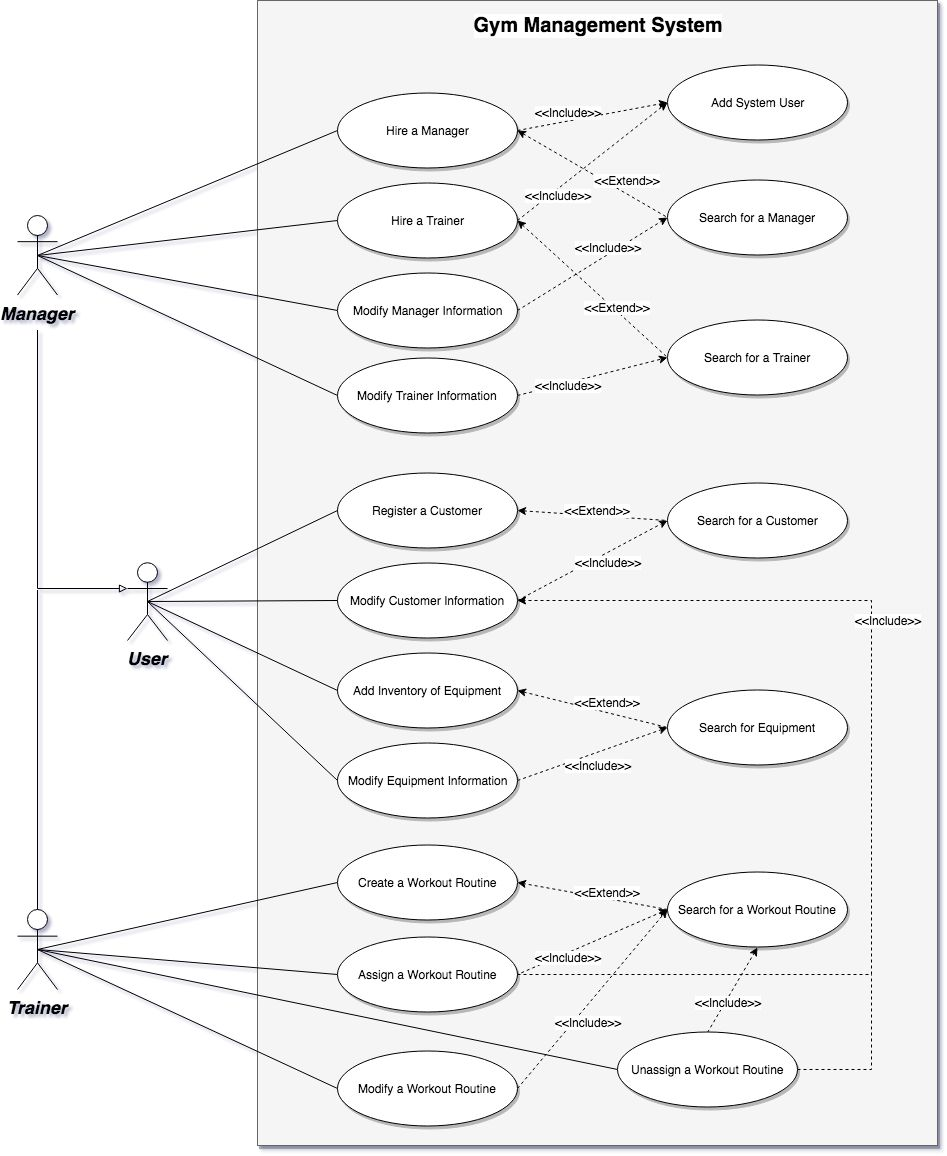 Gym Management System
Add System User
<<Include>>
Hire a Manager
<<Extend>>
<<Include>>
Hire a Trainer
Search for a Manager
<<Include>>
Modify Manager Information
<<Extend>>
Manager
Search for a Trainer
<<Include>>
Modify Trainer Information
Register a Customer
<<Extend>>
Search for a Customer
<<Include>>
Modify Customer Information
<<Include>>
User
Add Inventory of Equipment
<<Extend>>
Search for Equipment
<<Include>>
Modify Equipment Information
Create a Workout Routine
<<Extend>>
Search for a Workout Routine
<<Include>>
Assign a Workout Routine
<<Include>>
Trainer
<<Include>>
Unassign a Workout Routine
Modify a Workout Routine